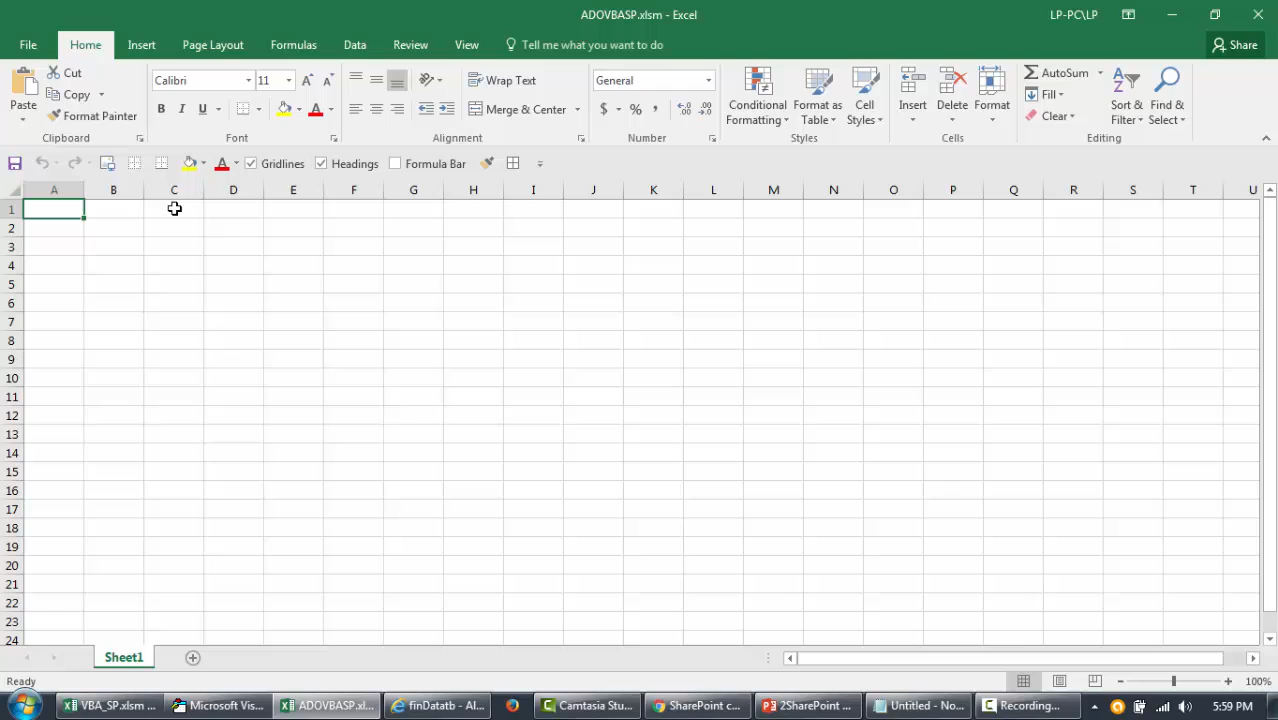 ADOVBASP.xlsm - Excel
LP-PC\LP
File Home Insert Page Layout Formulas Data Review View Tell me what you want to do Share
Paste
Cut
Copy
Format Painter
Clipboard
Calibri 11
B I U A
Font
Wrap Text
Merge & Center
Alignment
General
$ % ,
Number
Conditional Formatting
Format as Table
Cell Styles
Styles
Insert Delete Format
Cells
AutoSum
Fill
Clear
Sort & Filter
Find & Select
Editing
Gridlines Headings Formula Bar
A B C D E F G H I J K L M N O P Q R S T U
1
2
3
4
5
6
7
8
9
10
11
12
13
14
15
16
17
18
19
20
21
22
23
24
Sheet1
Ready
100%
VBA_SP.xlsm ... Microsoft Vis... ADOVBASP.xl... finDatatb - Al... Camtasia Stu... SharePoint c... 2SharePoint ... Untitled - No... Recording... 5:59 PM